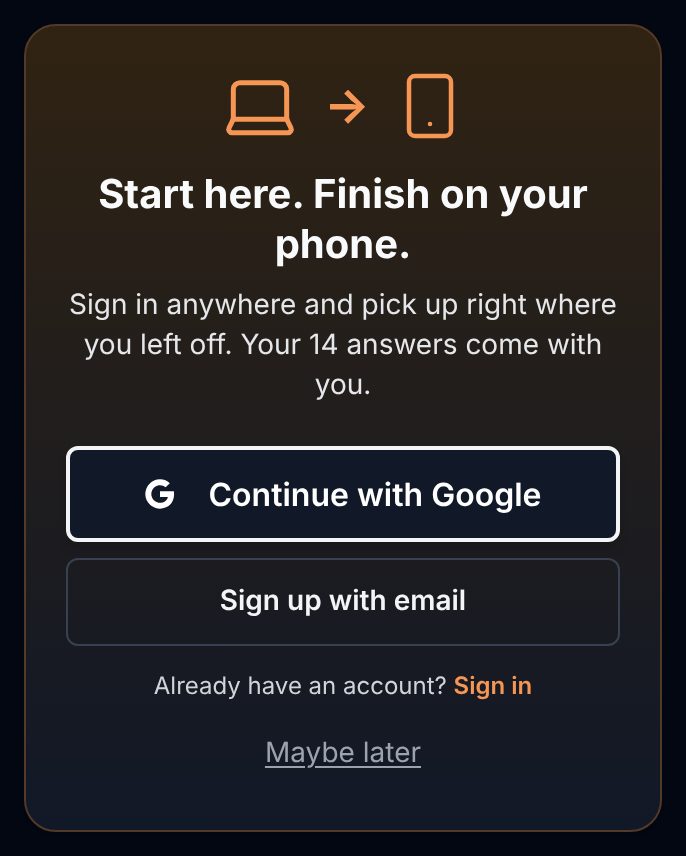 Start here. Finish on your
phone.
Sign in anywhere and pick up right where
you left off. Your 14 answers come with
you.
Continue with Google
Sign up with email
Already have an account? Sign in
Maybe later